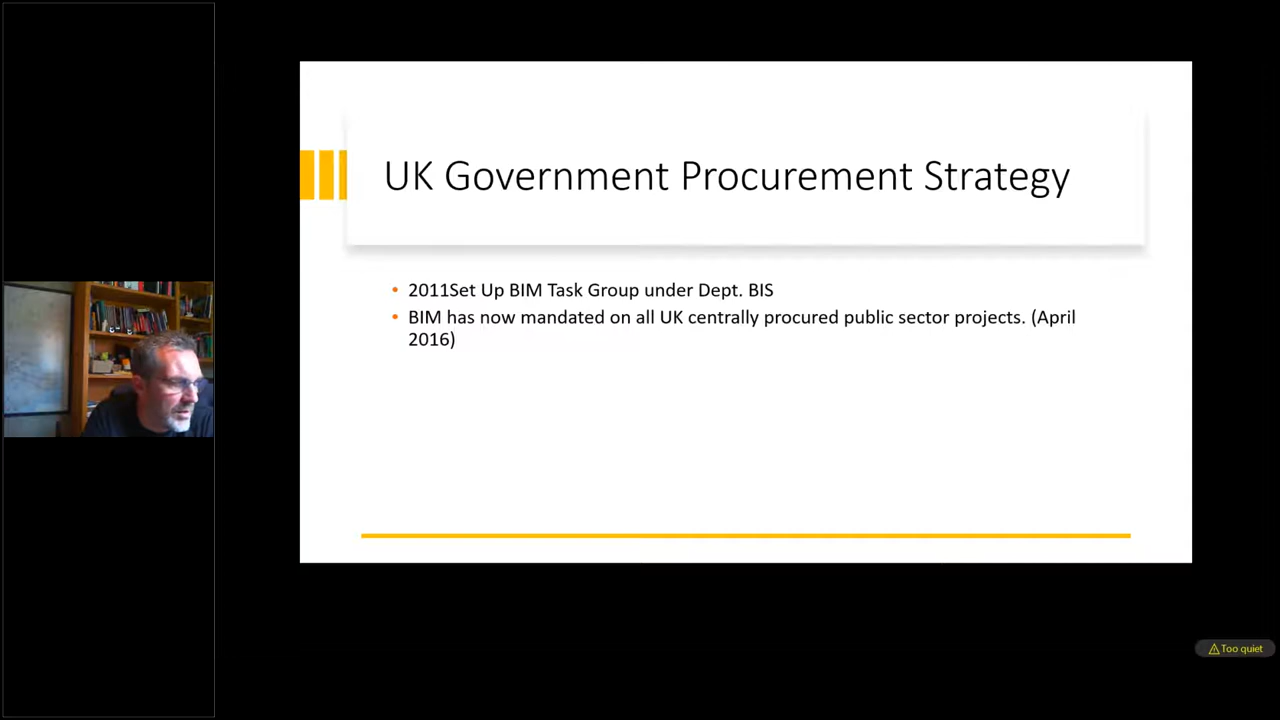 UK Government Procurement Strategy
• 2011Set Up BIM Task Group under Dept. BIS
• BIM has now mandated on all UK centrally procured public sector projects. (April
2016)
Too quiet